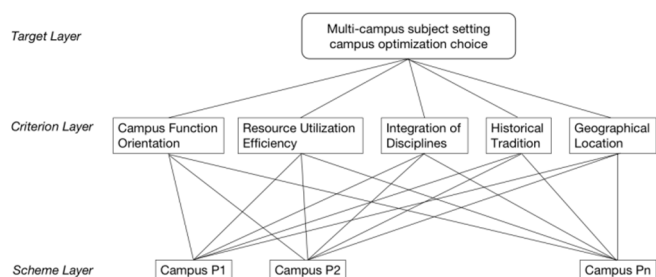 Target Layer
Multi-campus subject setting
campus optimization choice
Criterion Layer
Campus Function
Orientation
Resource Utilization
Efficiency
Integration of
Disciplines
Historical
Tradition
Geographical
Location
Scheme Layer
Campus P1
Campus P2
Campus Pn